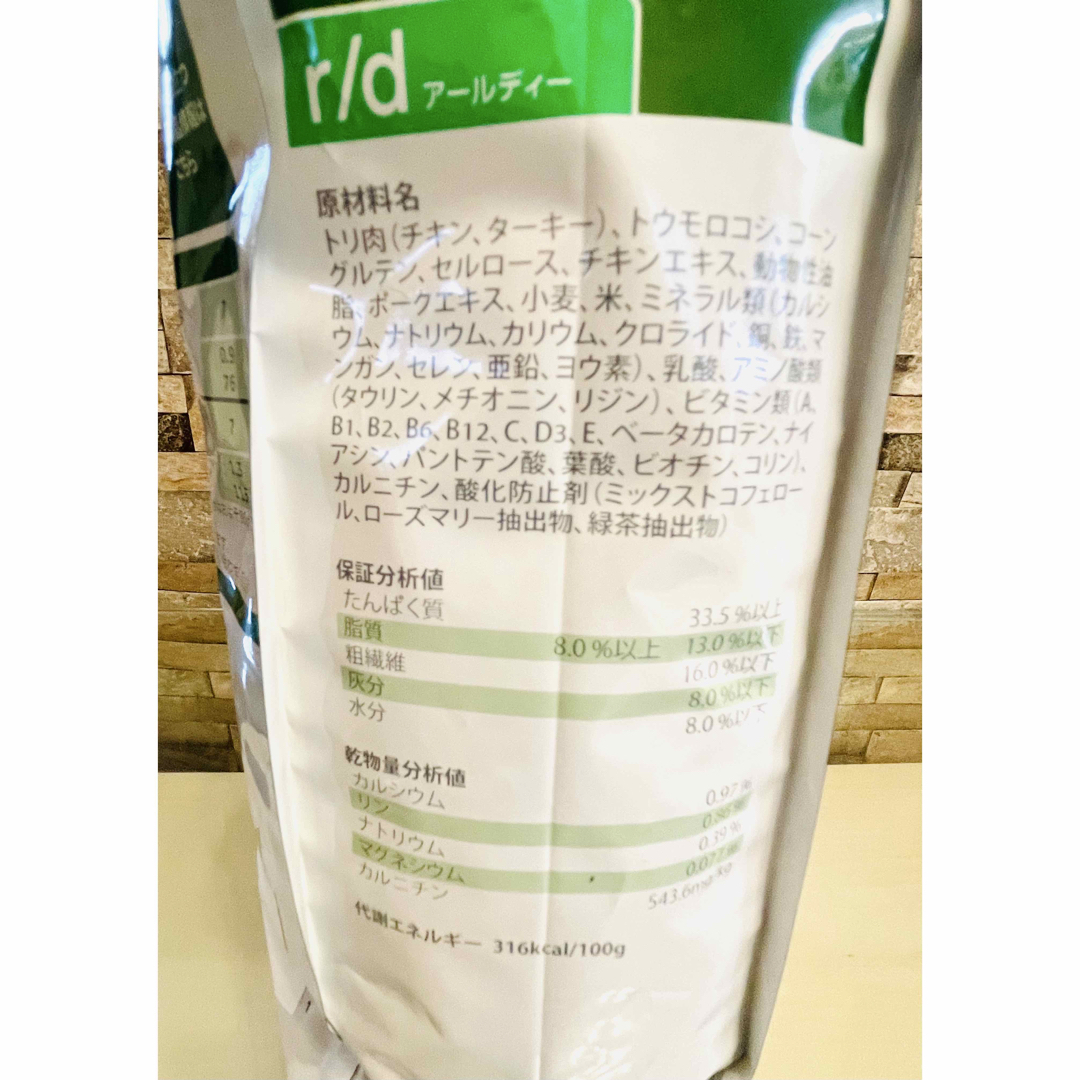 r/d アールディー
原材料名
トリ肉（チキン、ターキー）、トウモロコシ、コーン
グルテン、セルロース、チキンエキス、動物性油
脂、ポークエキス、小麦、米、ミネラル類（カルシ
ウム、ナトリウム、カリウム、クロライド、銅、鉄、マ
ンガン、セレン、亜鉛、ヨウ素）、乳酸、アミノ酸類
（タウリン、メチオニン、リジン）、ビタミン類（A、
B1、B2、B6、B12、C、D3、E、ベータカロテン、ナイ
アシン、パントテン酸、葉酸、ビオチン、コリン）、
カルニチン、酸化防止剤（ミックストコフェロー
ル、ローズマリー抽出物、緑茶抽出物）
保証分析値
たんぱく質 33.5％以上
脂質 8.0％以上 13.0％以下
粗繊維 16.0％以下
灰分 8.0％以下
水分 8.0％以下
乾物量分析値
カルシウム 0.97％
リン 0.86％
ナトリウム 0.39％
マグネシウム 0.077％
カルニチン 543.6mg/kg
代謝エネルギー 316kcal/100g
0.9
76